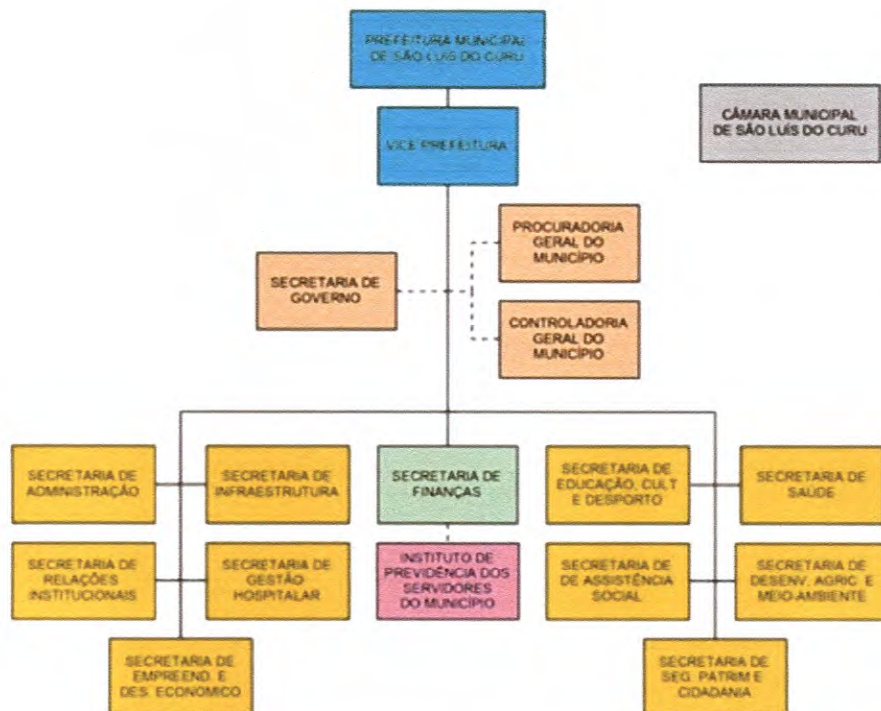 PREFEITURA MUNICIPAL
DE SÃO LUÍS DO CURU
CÂMARA MUNICIPAL
DE SÃO LUÍS DO CURU
VICE PREFEITURA
PROCURADORIA
GERAL DO
MUNICÍPIO
SECRETARIA DE
GOVERNO
CONTROLADORIA
GERAL DO
MUNICÍPIO
SECRETARIA DE
ADMINISTRAÇÃO
SECRETARIA DE
INFRAESTRUTURA
SECRETARIA DE
FINANÇAS
SECRETARIA DE
EDUCAÇÃO, CULT
E DESPORTO
SECRETARIA DE
SAÚDE
SECRETARIA DE
RELAÇÕES
INSTITUCIONAIS
SECRETARIA DE
GESTÃO
HOSPITALAR
INSTITUTO DE
PREVIDÊNCIA DOS
SERVIDORES
DO MUNICÍPIO
SECRETARIA DE
DE ASSISTÊNCIA
SOCIAL
SECRETARIA DE
DESENV. AGRIC. E
MEIO-AMBIENTE
SECRETARIA DE
EMPREEND. E
DES. ECONOMICO
SECRETARIA DE
SEG. PATRIM E
CIDADANIA